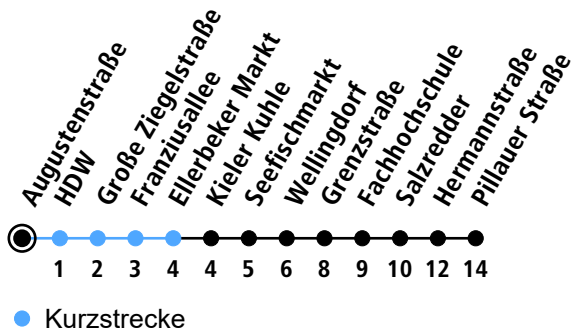 Augustenstraße
HDW
Große Ziegelstraße
Franziusallee
Ellerbeker Markt
Kieler Kuhle
Seefischmarkt
Wellingdorf
Grenzstraße
Fachhochschule
Salzredder
Hermannstraße
Pillauer Straße
1 2 3 4 4 5 6 8 9 10 12 14
Kurzstrecke